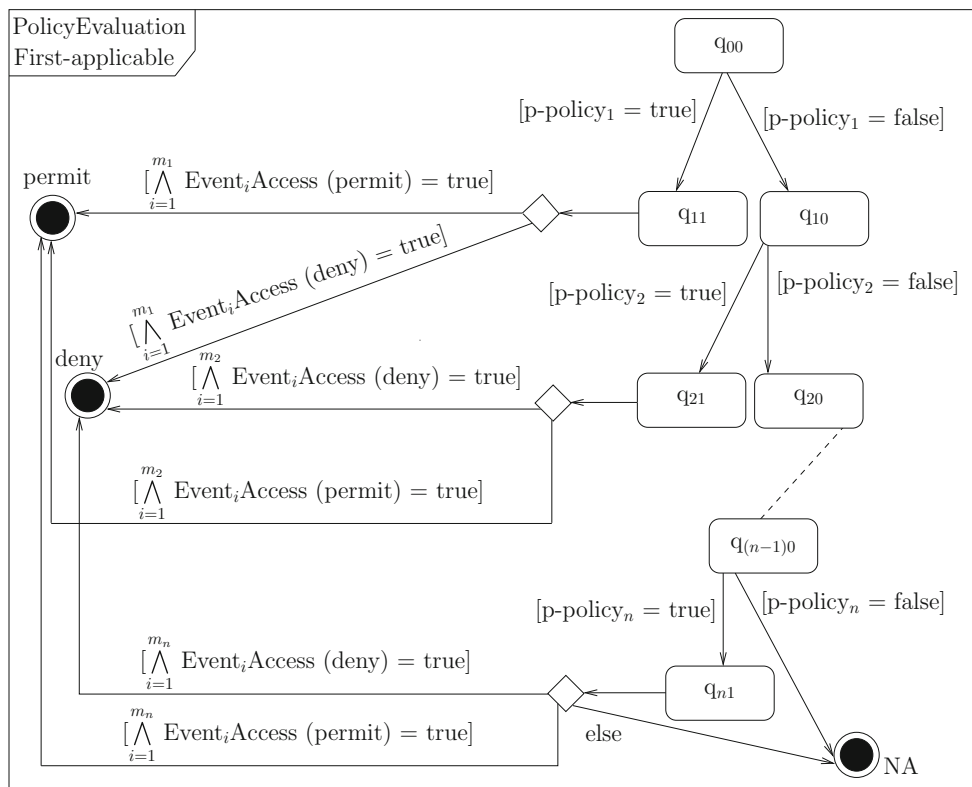 PolicyEvaluation
First-applicable
q₀₀
[p-policy₁ = true]
[p-policy₁ = false]
permit
[⋀ᵢ₌₁^m₁ EventᵢAccess (permit) = true]
q₁₁
q₁₀
[⋀ᵢ₌₁^m₁ EventᵢAccess (deny) = true]
[p-policy₂ = true]
[p-policy₂ = false]
deny
[⋀ᵢ₌₁^m₂ EventᵢAccess (deny) = true]
q₂₁
q₂₀
[⋀ᵢ₌₁^m₂ EventᵢAccess (permit) = true]
q₍ₙ₋₁₎₀
[p-policyₙ = true]
[p-policyₙ = false]
[⋀ᵢ₌₁^mₙ EventᵢAccess (deny) = true]
qₙ₁
[⋀ᵢ₌₁^mₙ EventᵢAccess (permit) = true]
else
NA